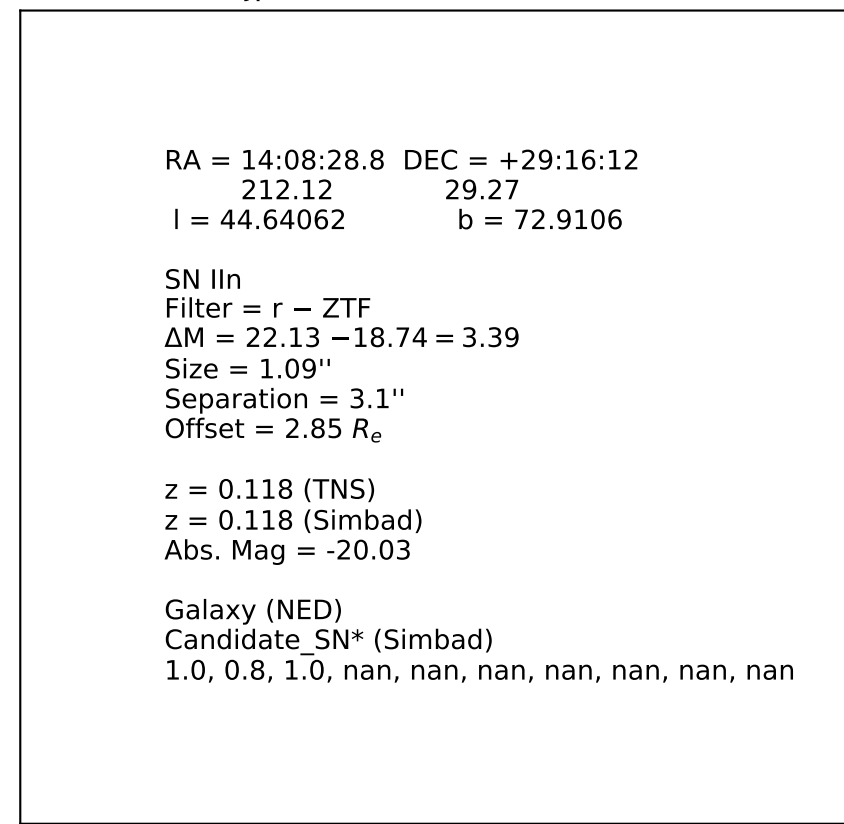 RA = 14:08:28.8 DEC = +29:16:12
212.12 29.27
l = 44.64062 b = 72.9106
SN IIn
Filter = r − ZTF
ΔM = 22.13 −18.74 = 3.39
Size = 1.09''
Separation = 3.1''
Offset = 2.85 Re
z = 0.118 (TNS)
z = 0.118 (Simbad)
Abs. Mag = -20.03
Galaxy (NED)
Candidate_SN* (Simbad)
1.0, 0.8, 1.0, nan, nan, nan, nan, nan, nan, nan